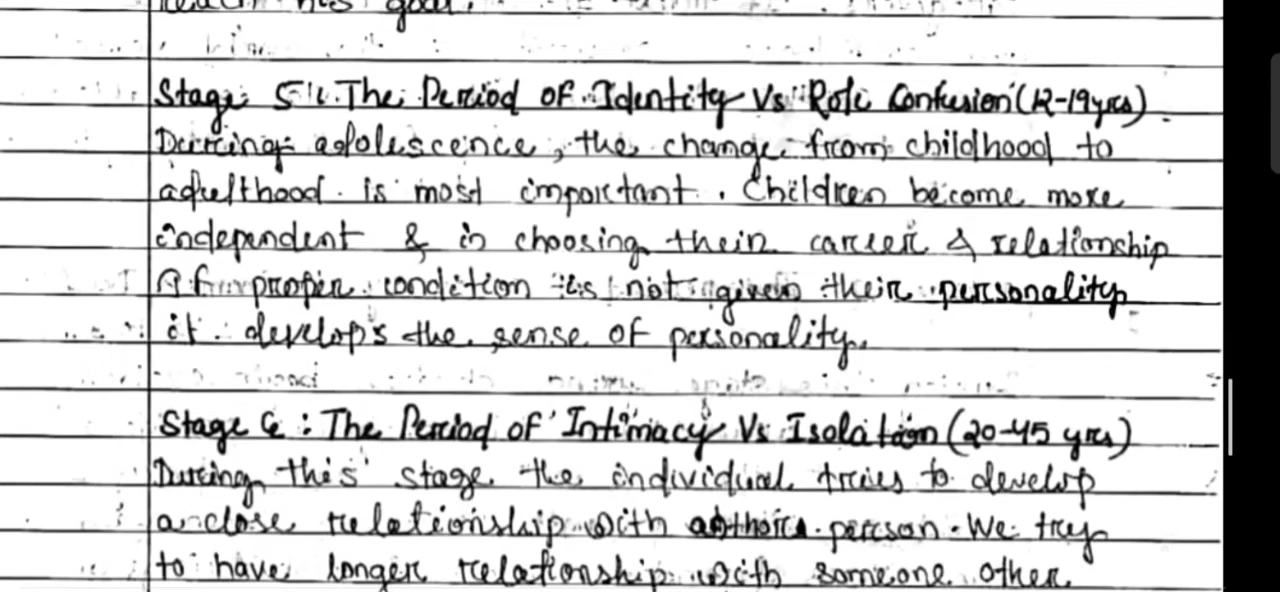 reach his goal.
Stage 5: The Period of Identity Vs Role Confusion (12-19yrs)
During adolescence, the change from childhood to
adulthood is most important. Children become more
independent & in choosing their career & relationship
If proper condition is not given their personality
it develops the sense of personality.
Stage 6: The Period of Intimacy Vs Isolation (20-45 yrs)
During this stage the individual tries to develop
a close relationship with person. We try
to have longer relationship with someone other.